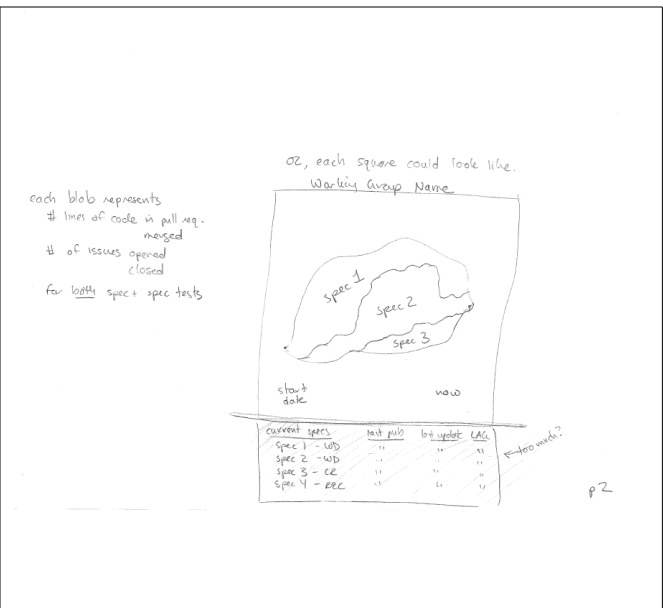 or, each square could look like.
Working Group Name
each blob represents
# lines of code in pull req.
merged
# of issues opened
closed
for both spec + spec tests
spec 1
spec 2
spec 3
start
date
now
current specs last pub last update LAG
spec 1 - WD " " "
spec 2 - WD " " "
spec 3 - CR " " "
spec 4 - REC " " "
too much?
p2